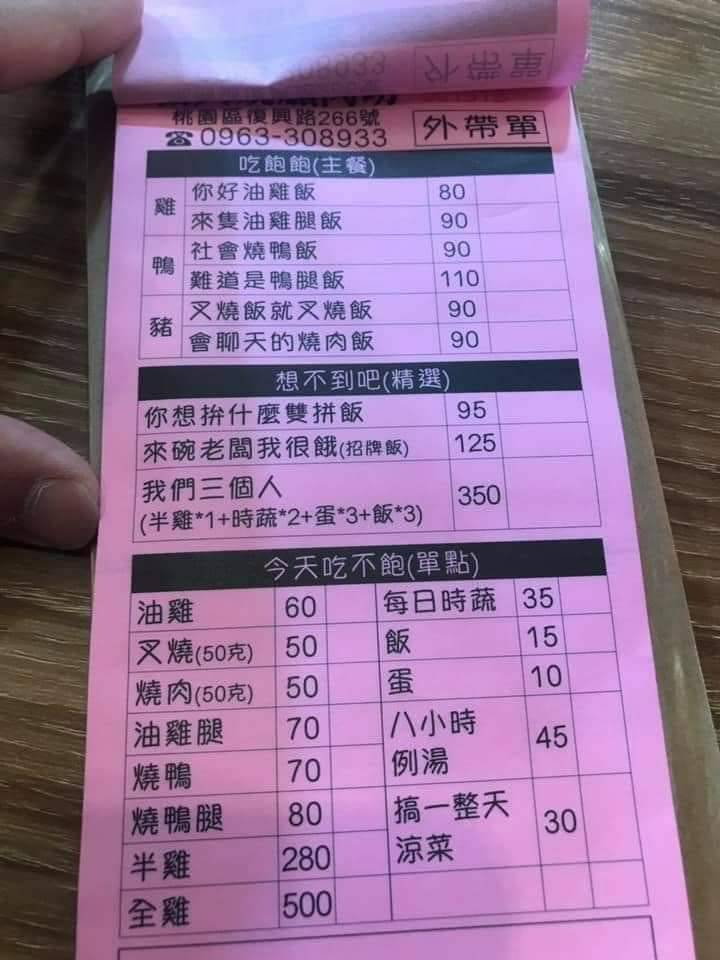 桃園區復興路266號
☎0963-308933
外帶單
吃飽飽(主餐)
雞
你好油雞飯 80
來隻油雞腿飯 90
鴨
社會燒鴨飯 90
難道是鴨腿飯 110
豬
叉燒飯就叉燒飯 90
會聊天的燒肉飯 90
想不到吧(精選)
你想拚什麼雙拼飯 95
來碗老闆我很餓(招牌飯) 125
我們三個人
(半雞*1+時蔬*2+蛋*3+飯*3) 350
今天吃不飽(單點)
油雞 60
叉燒(50克) 50
燒肉(50克) 50
油雞腿 70
燒鴨 70
燒鴨腿 80
半雞 280
全雞 500
每日時蔬 35
飯 15
蛋 10
八小時
例湯 45
搞一整天
涼菜 30